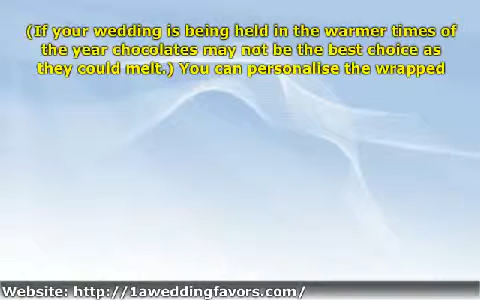 (If your wedding is being held in the warmer times of
the year chocolates may not be the best choice as
they could melt.) You can personalise the wrapped
Website: http://1aweddingfavors.com/